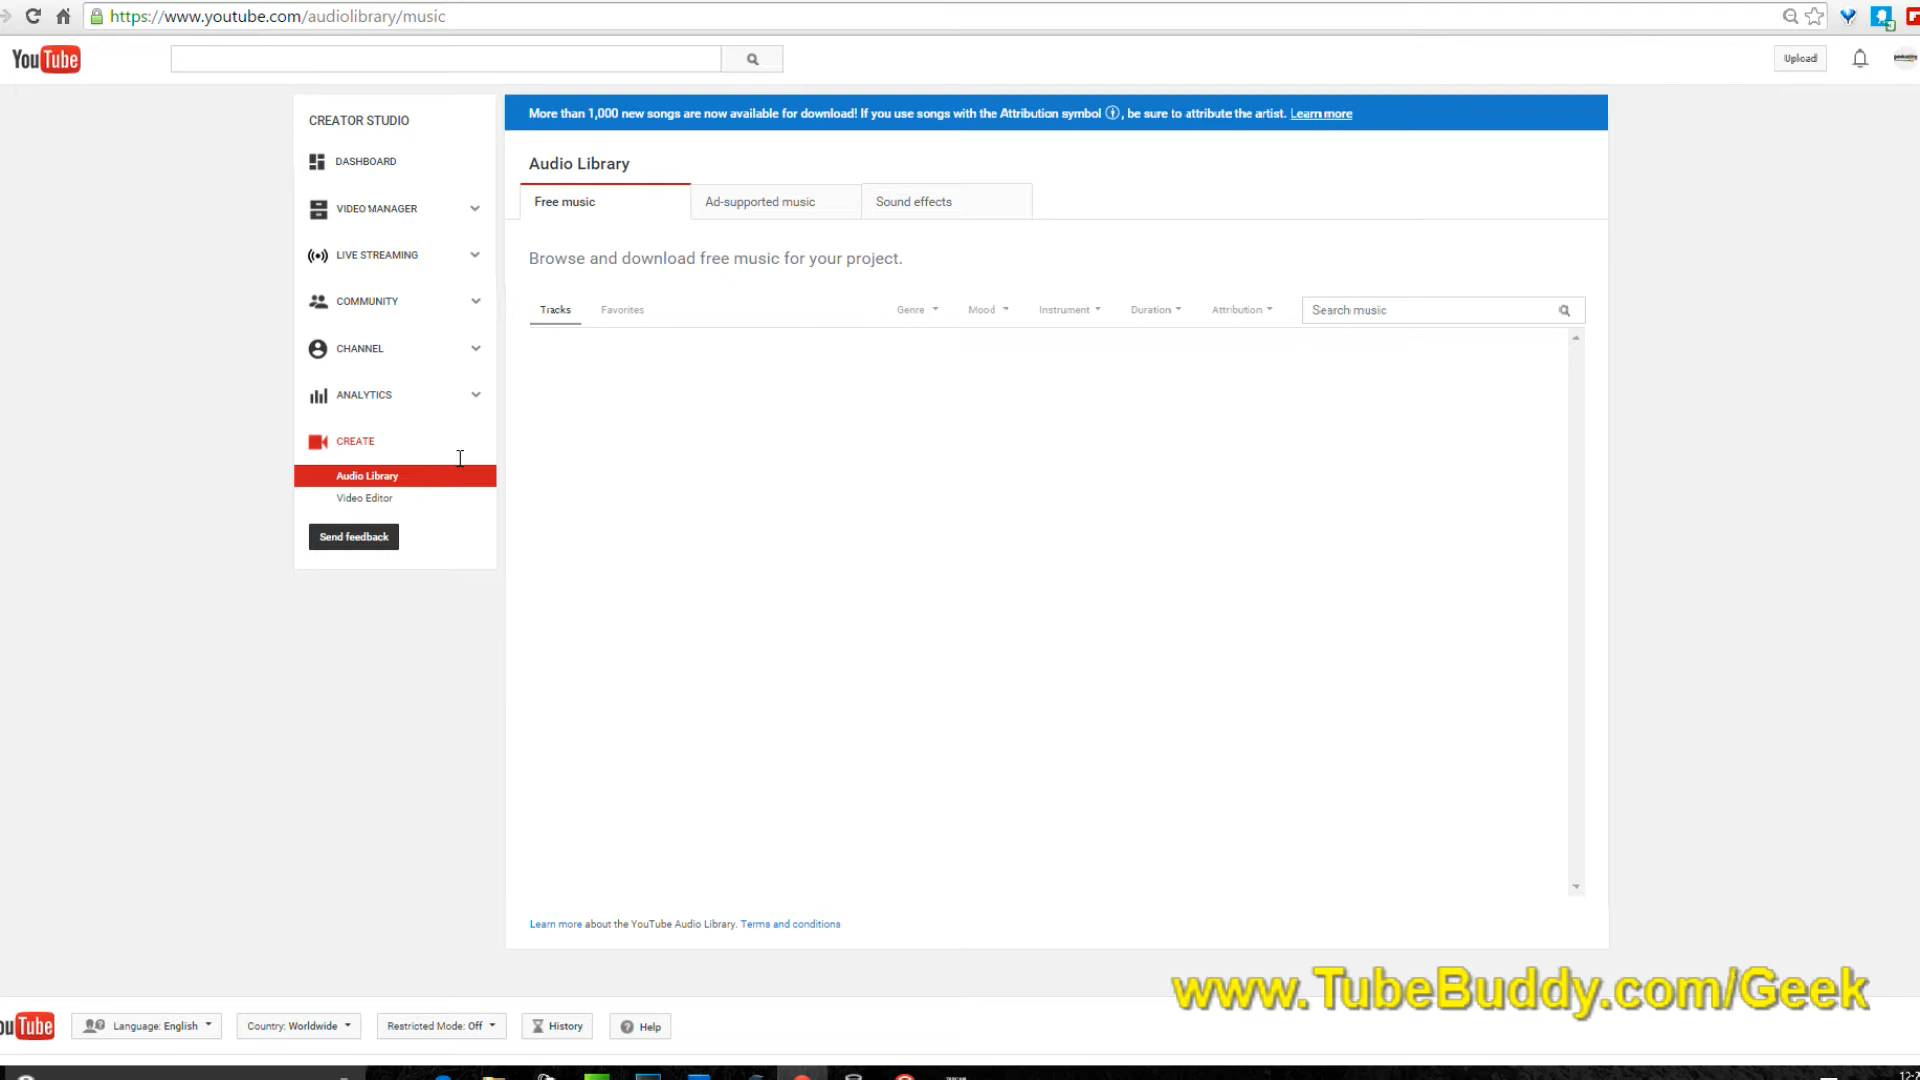 https://www.youtube.com/audiolibrary/music
YouTube
Upload
CREATOR STUDIO
DASHBOARD
VIDEO MANAGER
LIVE STREAMING
COMMUNITY
CHANNEL
ANALYTICS
CREATE
Audio Library
Video Editor
Send feedback
More than 1,000 new songs are now available for download! If you use songs with the Attribution symbol , be sure to attribute the artist. Learn more
Audio Library
Free music Ad-supported music Sound effects
Browse and download free music for your project.
Tracks Favorites Genre Mood Instrument Duration Attribution Search music
Learn more about the YouTube Audio Library. Terms and conditions
www.TubeBuddy.com/Geek
ouTube Language: English Country: Worldwide Restricted Mode: Off History Help